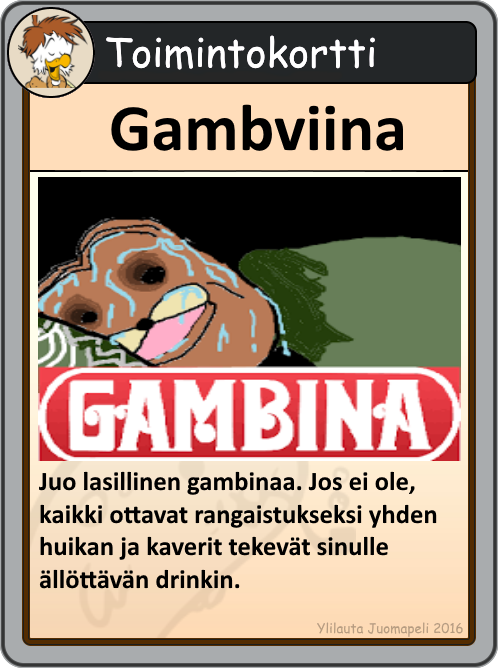 Toimintokortti
Gambviina
GAMBINA
Juo lasillinen gambinaa. Jos ei ole,
kaikki ottavat rangaistukseksi yhden
huikan ja kaverit tekevät sinulle
ällöttävän drinkin.
Ylilauta Juomapeli 2016